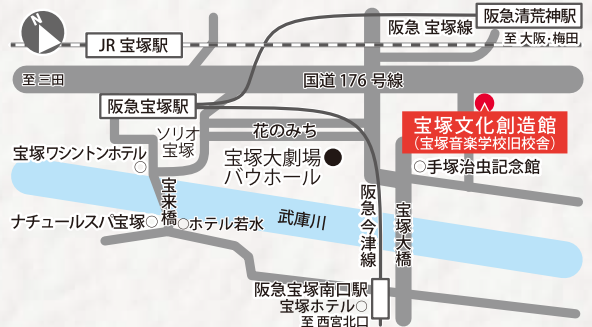 N
阪急清荒神駅
阪急 宝塚線
JR 宝塚駅
至 大阪・梅田
至 三田
国道176号線
阪急宝塚駅
花のみち
宝塚文化創造館
(宝塚音楽学校旧校舎)
ソリオ
宝塚
宝塚ワシントンホテル
宝塚大劇場
バウホール
手塚治虫記念館
宝来橋
阪急今津線
宝塚大橋
ナチュールスパ宝塚
ホテル若水
武庫川
阪急宝塚南口駅
宝塚ホテル
至 西宮北口